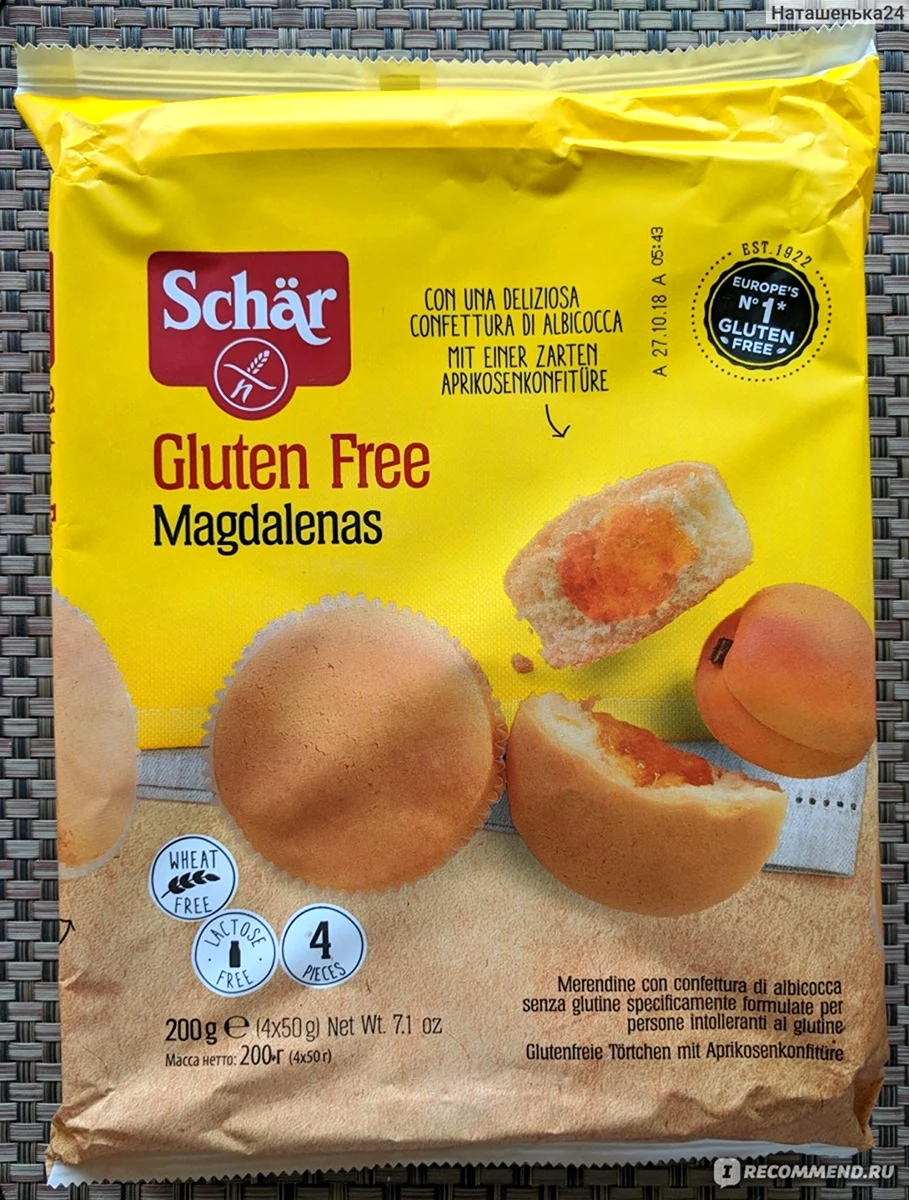 Наташенька24
EST.1922
EUROPE'S
N°1*
GLUTEN
FREE
A 27.10.18 A 05:43
Schär
CON UNA DELIZIOSA
CONFETTURA DI ALBICOCCA
MIT EINER ZARTEN
APRIKOSENKONFITÜRE
Gluten Free
Magdalenas
WHEAT
FREE
LACTOSE
FREE
4
PIECES
200g ℮ (4x50g) Net Wt. 7.1 oz
Масса нетто: 200г (4x50г)
Merendine con confettura di albicocca
senza glutine specificamente formulate per
persone intolleranti al glutine
Glutenfreie Törtchen mit Aprikosenkonfitüre
I RECOMMEND.RU